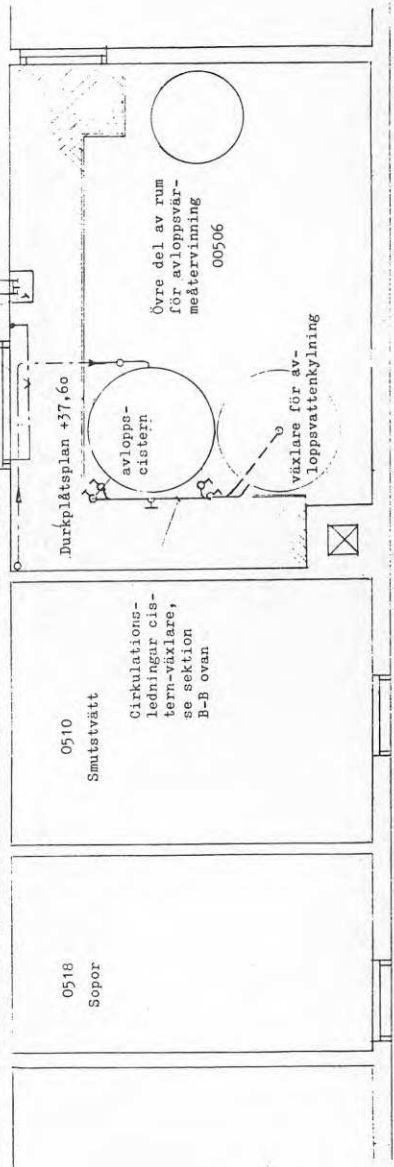 0518
Sopor
0510
Smutstvätt
Cirkulations-
ledningar cis-
tern-växlare,
se sektion
B-B ovan
Durkplåtsplan +37,60
avlopps-
cistern
växlare för av-
loppsvattenkylning
Övre del av rum
för avloppsvär-
meåtervinning
00506